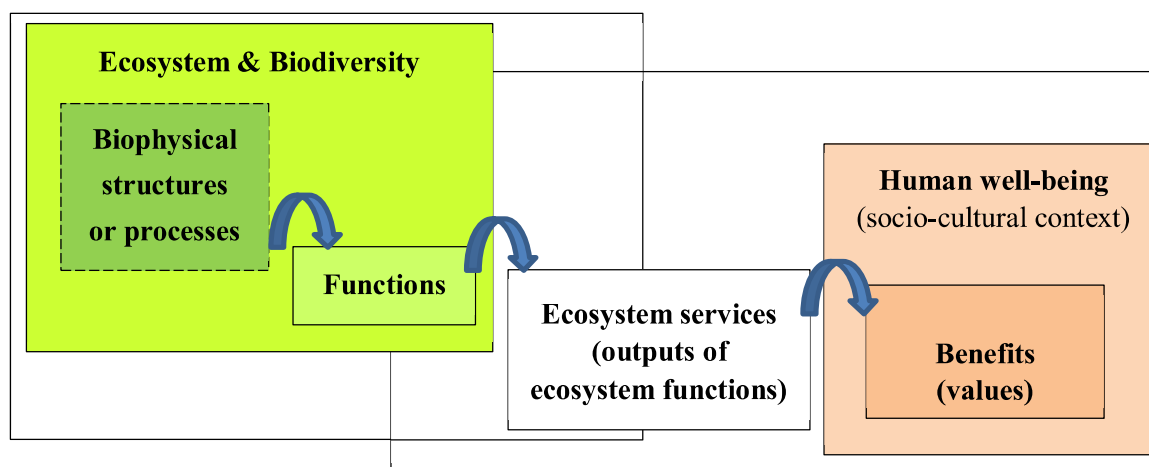 Ecosystem & Biodiversity
Biophysical
structures
or processes
Functions
Ecosystem services
(outputs of
ecosystem functions)
Human well-being
(socio-cultural context)
Benefits
(values)